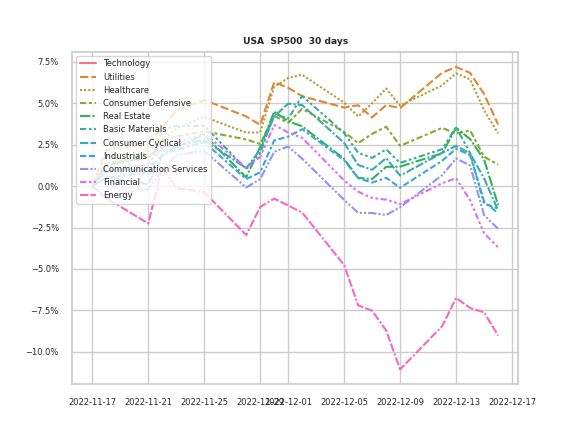 USA SP500 30 days
7.5%
5.0%
2.5%
0.0%
−2.5%
−5.0%
−7.5%
−10.0%
Technology
Utilities
Healthcare
Consumer Defensive
Real Estate
Basic Materials
Consumer Cyclical
Industrials
Communication Services
Financial
Energy
2022-11-17 2022-11-21 2022-11-25 2022-11-29 2022-12-01 2022-12-05 2022-12-09 2022-12-13 2022-12-17